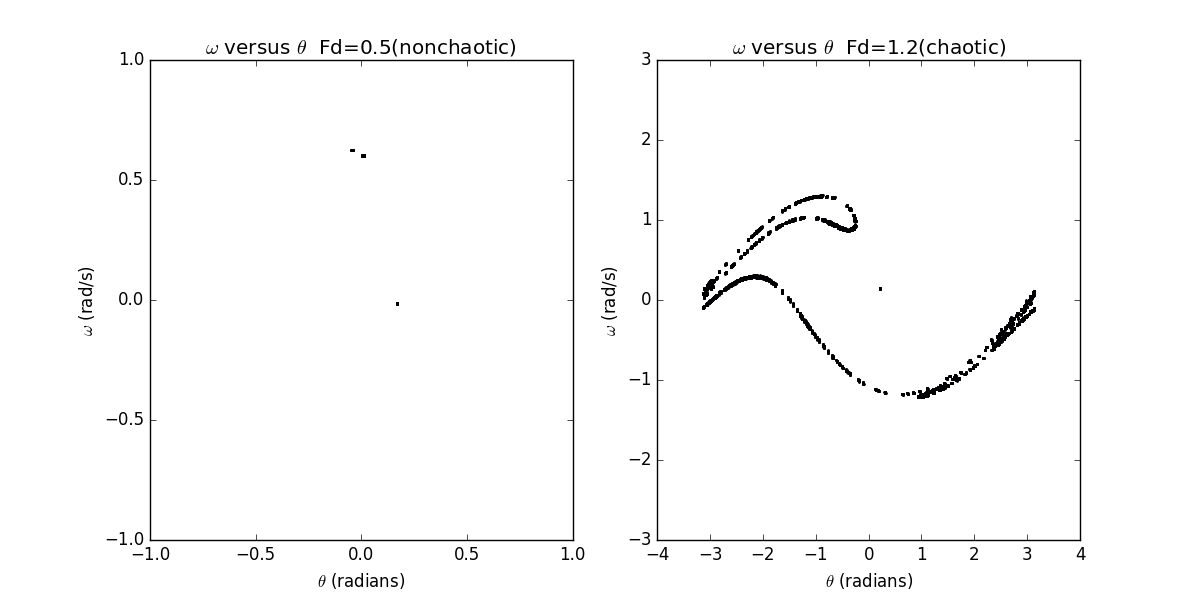 ω versus θ  Fd=0.5(nonchaotic)
1.0
0.5
0.0
−0.5
−1.0
ω (rad/s)
−1.0 −0.5 0.0 0.5 1.0
θ (radians)
ω versus θ  Fd=1.2(chaotic)
3
2
1
0
−1
−2
−3
ω (rad/s)
−4 −3 −2 −1 0 1 2 3 4
θ (radians)